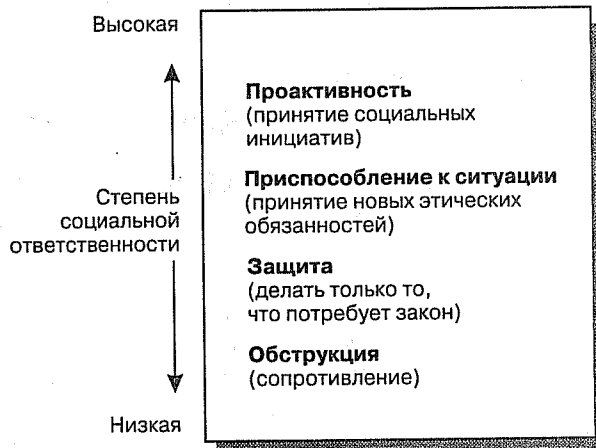 Высокая
Проактивность
(принятие социальных
инициатив)
Приспособление к ситуации
(принятие новых этических
обязанностей)
Степень
социальной
ответственности
Защита
(делать только то,
что потребует закон)
Обструкция
(сопротивление)
Низкая